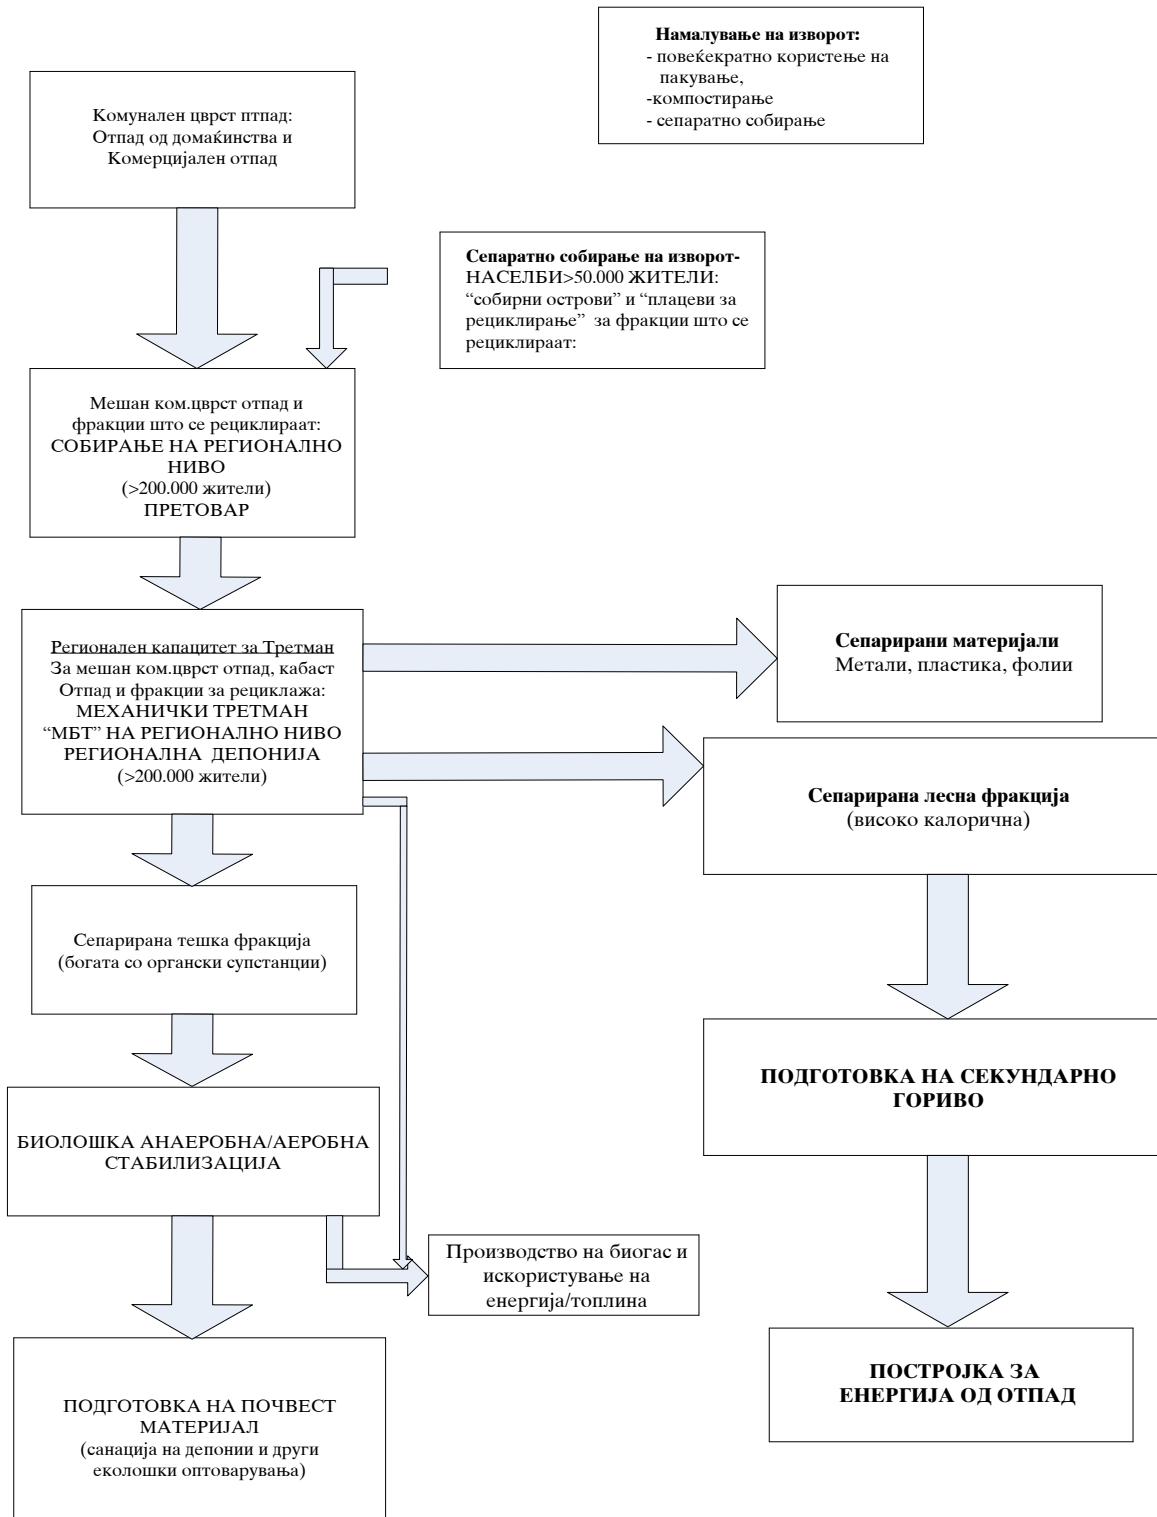 Намалување на изворот:
- повеќекратно користење на
пакување,
-компостирање
- сепаратно собирање
Комунален цврст птпад:
Отпад од домаќинства и
Комерцијален отпад
Сепаратно собирање на изворот-
НАСЕЛБИ>50.000 ЖИТЕЛИ:
“собирни острови” и “плацеви за
рециклирање” за фракции што се
рециклираат:
Мешан ком.цврст отпад и
фракции што се рециклираат:
СОБИРАЊЕ НА РЕГИОНАЛНО
НИВО
(>200.000 жители)
ПРЕТОВАР
Регионален капацитет за Третман
За мешан ком.цврст отпад, кабаст
Отпад и фракции за рециклажа:
МЕХАНИЧКИ ТРЕТМАН
“МБТ” НА РЕГИОНАЛНО НИВО
РЕГИОНАЛНА ДЕПОНИЈА
(>200.000 жители)
Сепарирани материјали
Метали, пластика, фолии
Сепарирана лесна фракција
(високо калорична)
Сепарирана тешка фракција
(богата со органски супстанции)
ПОДГОТОВКА НА СЕКУНДАРНО
ГОРИВО
БИОЛОШКА АНАЕРОБНА/АЕРОБНА
СТАБИЛИЗАЦИЈА
Производство на биогас и
искористување на
енергија/топлина
ПОСТРОЈКА ЗА
ЕНЕРГИЈА ОД ОТПАД
ПОДГОТОВКА НА ПОЧВЕСТ
МАТЕРИЈАЛ
(санација на депонии и други
еколошки оптоварувања)